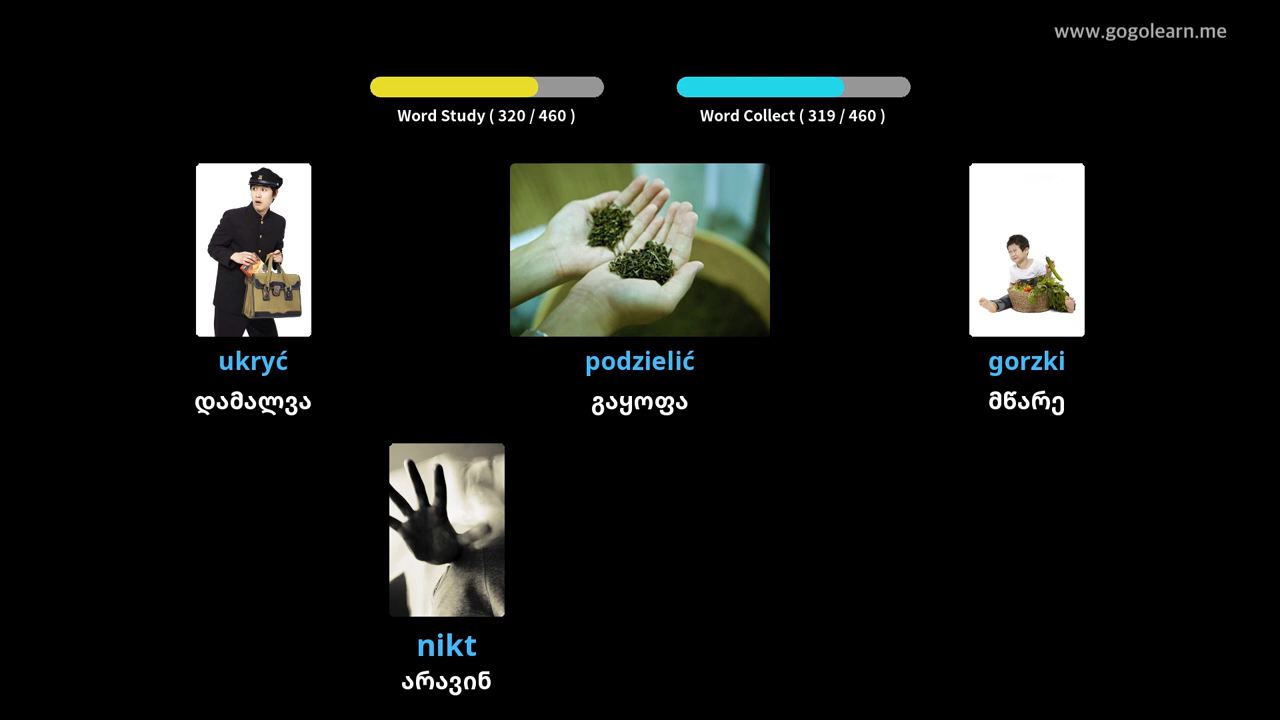 www.gogolearn.me
Word Study ( 320 / 460 )
Word Collect ( 319 / 460 )
ukryć
podzielić
gorzki
დამალვა
გაყოფა
მწარე
nikt
არავინ